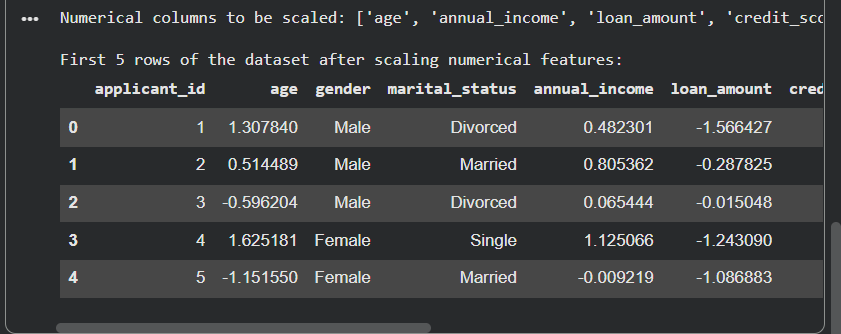 Numerical columns to be scaled: ['age', 'annual_income', 'loan_amount', 'credit_sco
First 5 rows of the dataset after scaling numerical features:
applicant_id age gender marital_status annual_income loan_amount cred
0 1 1.307840 Male Divorced 0.482301 -1.566427
1 2 0.514489 Male Married 0.805362 -0.287825
2 3 -0.596204 Male Divorced 0.065444 -0.015048
3 4 1.625181 Female Single 1.125066 -1.243090
4 5 -1.151550 Female Married -0.009219 -1.086883